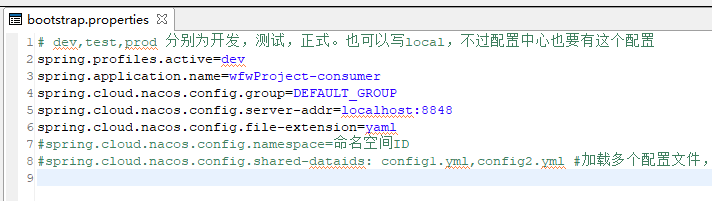 bootstrap.properties
1 # dev,test,prod 分别为开发，测试，正式。也可以写local，不过配置中心也要有这个配置
2 spring.profiles.active=dev
3 spring.application.name=wfwProject-consumer
4 spring.cloud.nacos.config.group=DEFAULT_GROUP
5 spring.cloud.nacos.config.server-addr=localhost:8848
6 spring.cloud.nacos.config.file-extension=yaml
7 #spring.cloud.nacos.config.namespace=命名空间ID
8 #spring.cloud.nacos.config.shared-dataids: config1.yml,config2.yml #加载多个配置文件，
9